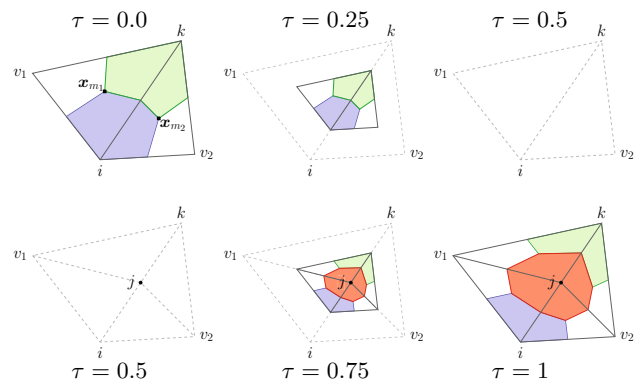 τ = 0.0 τ = 0.25 τ = 0.5
k k k
v₁ v₁ v₁
x_{m₁}
x_{m₂}
v₂ v₂ v₂
i i i
k k k
v₁ v₁ v₁
j j j
v₂ v₂ v₂
i i i
τ = 0.5 τ = 0.75 τ = 1